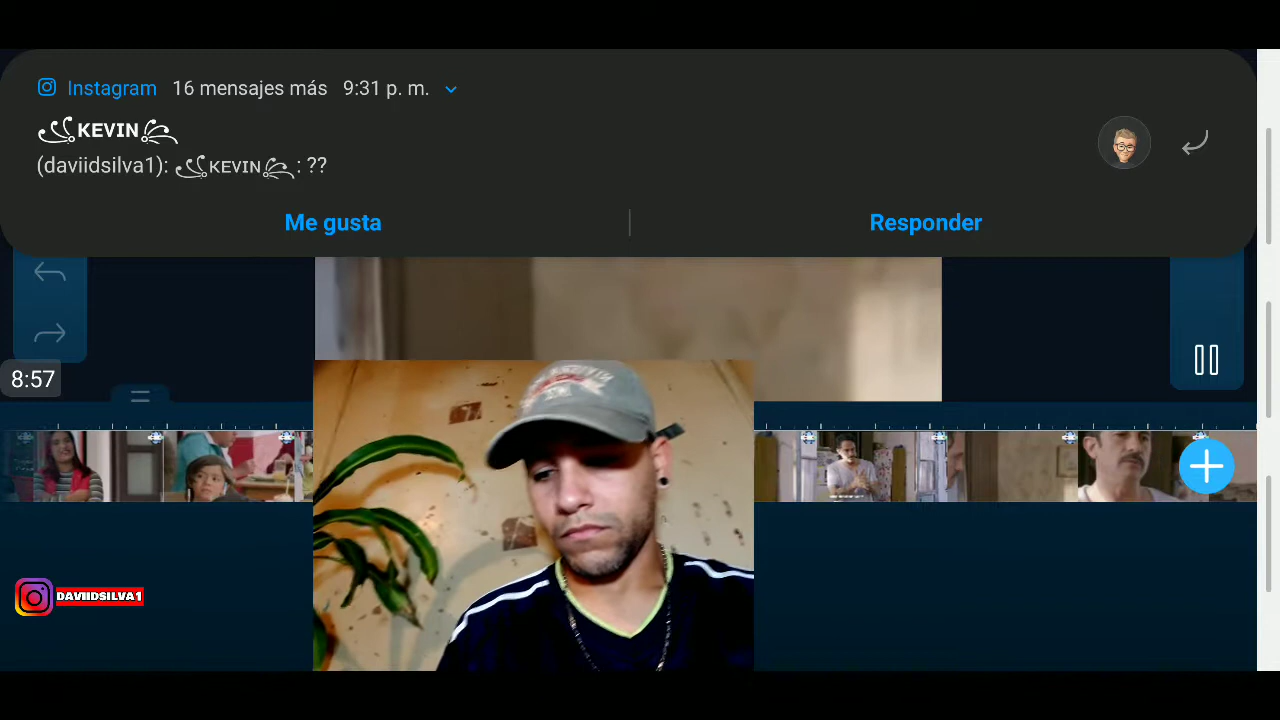 Instagram 16 mensajes más 9:31 p. m.
KEVIN
(daviidsilva1): KEVIN: ??
Me gusta Responder
8:57
DAVIIDSILVA1